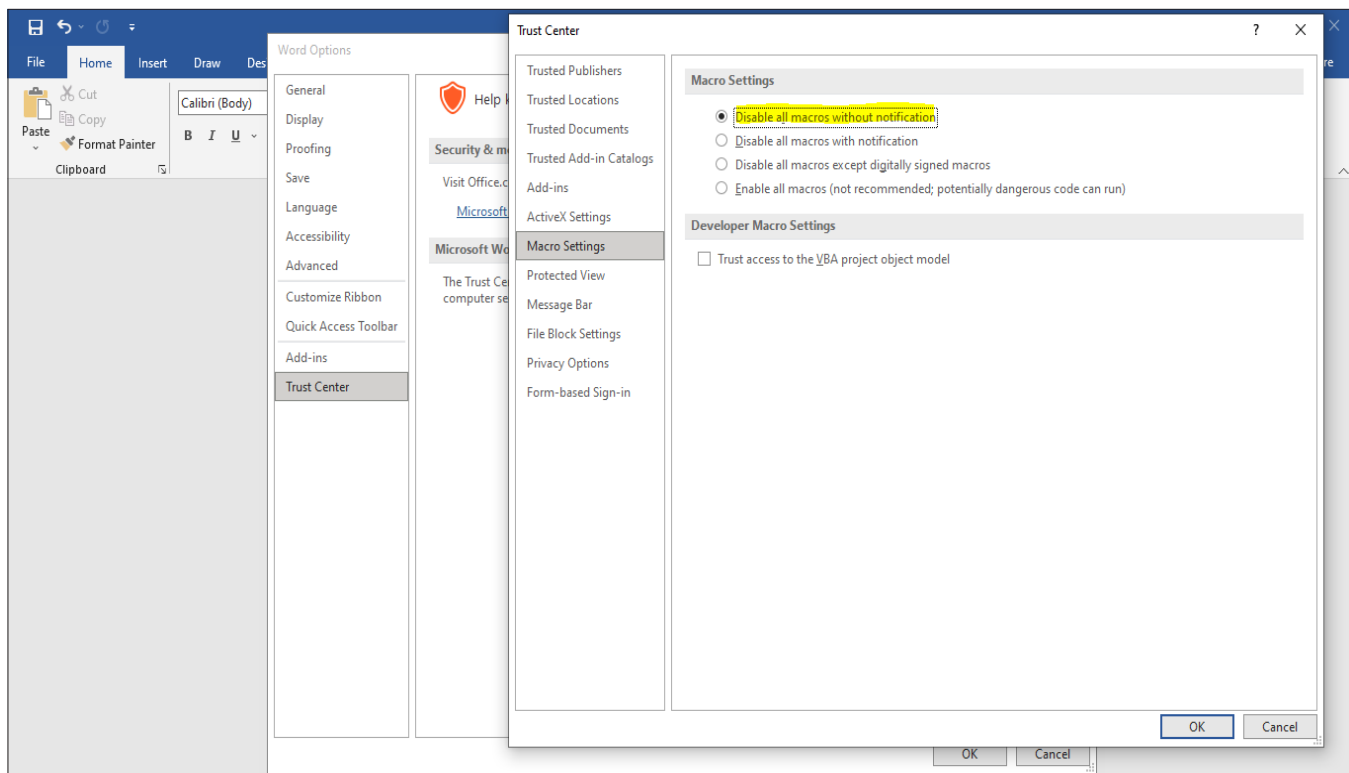 File
Home
Insert
Draw
Des
Cut
Copy
Paste
Format Painter
Clipboard
Calibri (Body)
B I U
Word Options
General
Display
Proofing
Save
Language
Accessibility
Advanced
Customize Ribbon
Quick Access Toolbar
Add-ins
Trust Center
Help k
Security & m
Visit Office.c
Microsoft
Microsoft Wo
The Trust Ce
computer se
OK
Cancel
Trust Center
?
Trusted Publishers
Trusted Locations
Trusted Documents
Trusted Add-in Catalogs
Add-ins
ActiveX Settings
Macro Settings
Protected View
Message Bar
File Block Settings
Privacy Options
Form-based Sign-in
Macro Settings
Disable all macros without notification
Disable all macros with notification
Disable all macros except digitally signed macros
Enable all macros (not recommended; potentially dangerous code can run)
Developer Macro Settings
Trust access to the VBA project object model
OK
Cancel
re